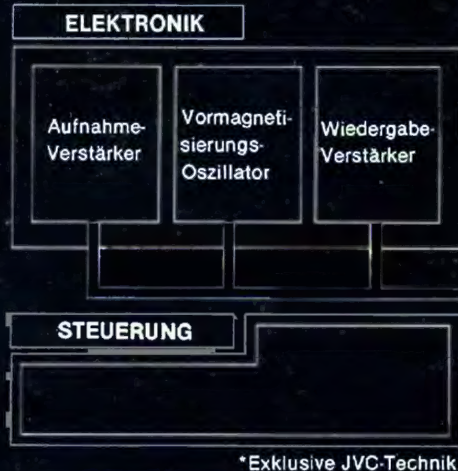 ELEKTRONIK
Aufnahme-
Verstärker
Vormagneti-
sierungs-
Oszillator
Wiedergabe-
Verstärker
STEUERUNG
*Exklusive JVC-Technik